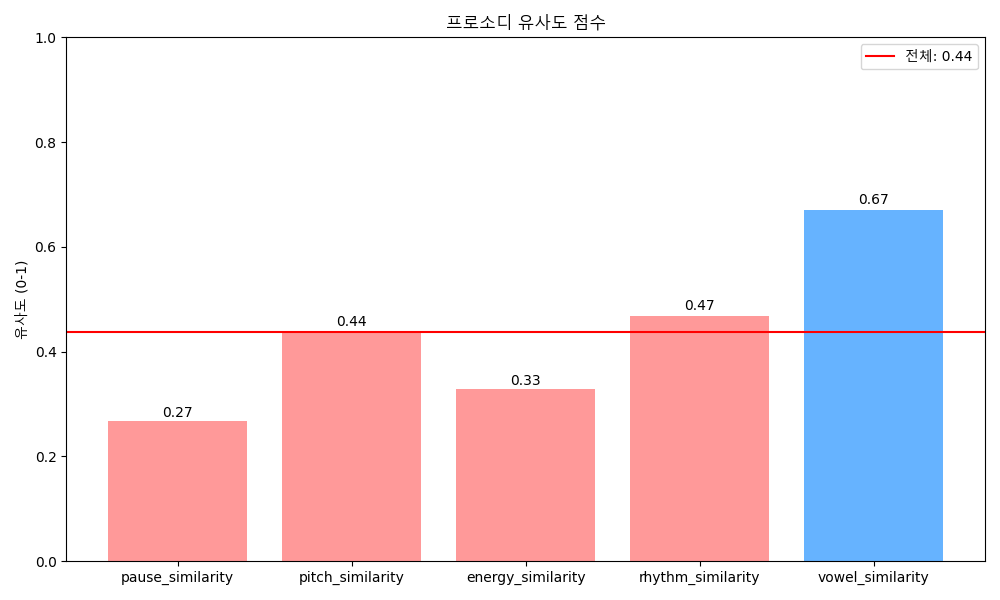 프로소디 유사도 점수
전체: 0.44
유사도 (0-1)
1.0
0.8
0.6
0.4
0.2
0.0
0.27
0.44
0.33
0.47
0.67
pause_similarity
pitch_similarity
energy_similarity
rhythm_similarity
vowel_similarity